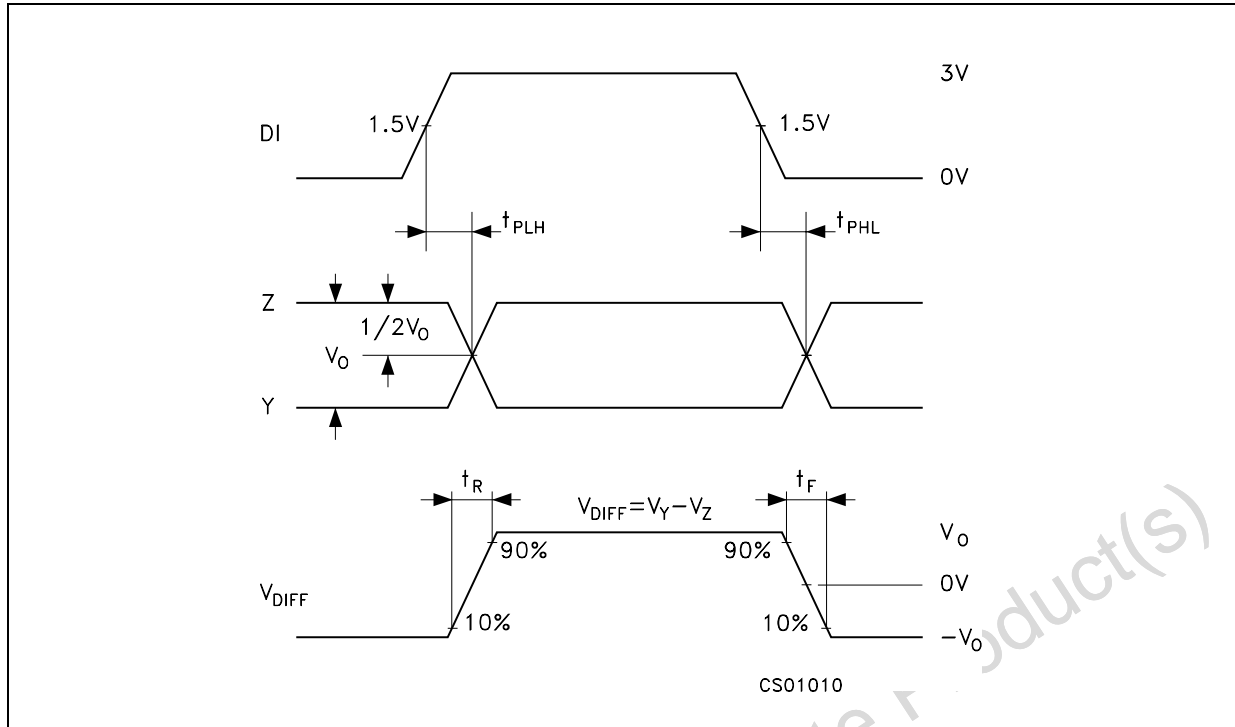 3V
DI
1.5V
1.5V
0V
tPLH
tPHL
Z
1/2VO
VO
Y
tR
tF
VDIFF=VY-VZ
VO
90%
90%
0V
VDIFF
10%
10%
-VO
CS01010
duct(s)